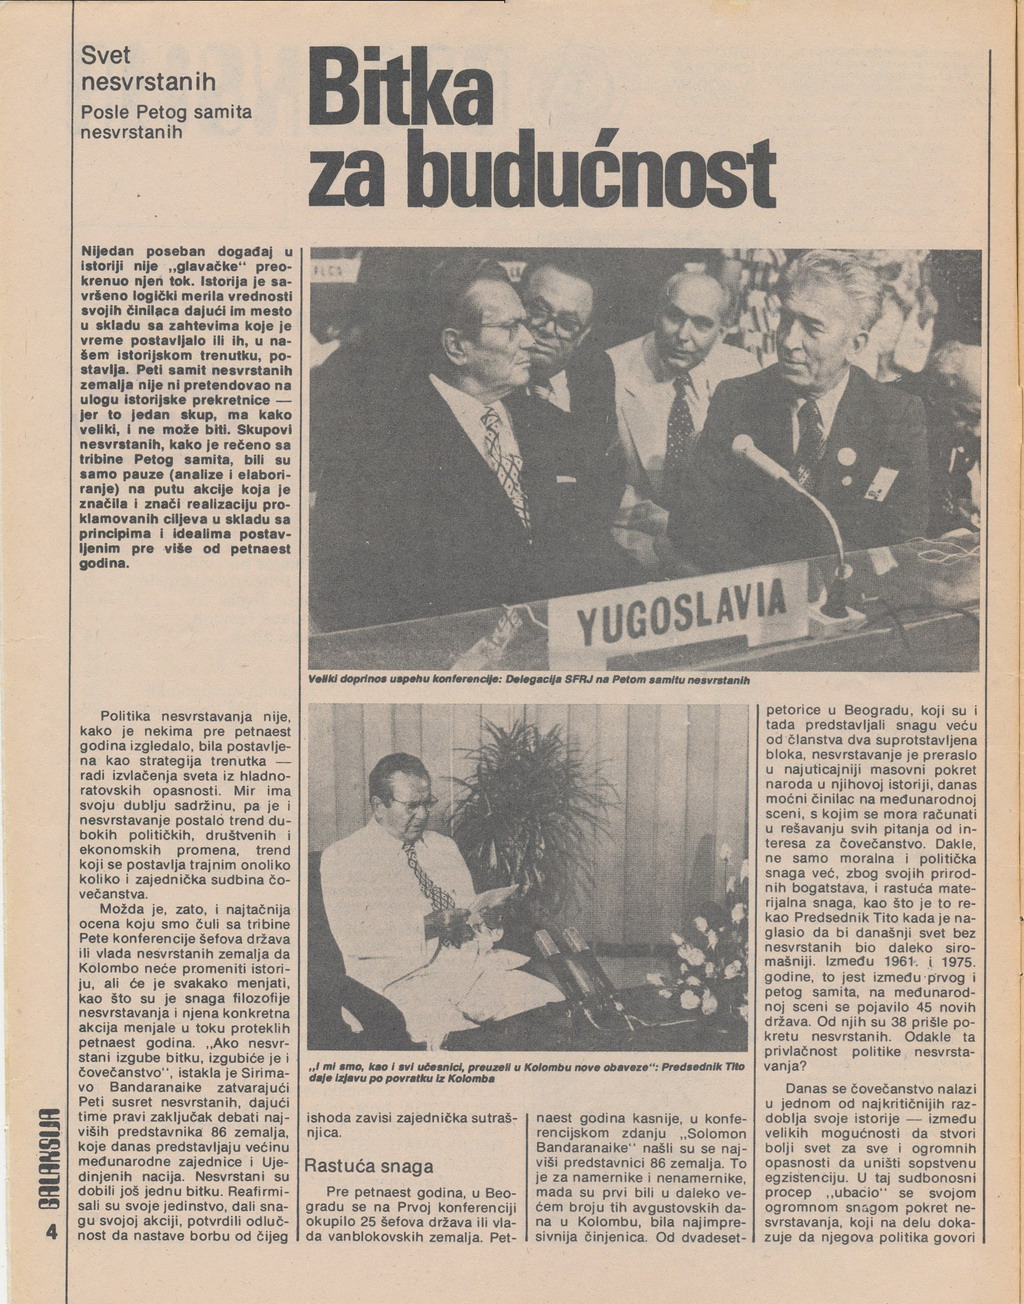 Svet
nesvrstanih
Posle Petog samita
nesvrstanih
Bitka
za budućnost
Nijedan poseban događaj u
istoriji nije „glavačke“ preo-
krenuo njen tok. Istorija je sa-
vršeno logički merila vrednosti
svojih činilaca dajući im mesto
u skladu sa zahtevima koje je
vreme postavljalo ili ih, u na-
šem istorijskom trenutku, po-
stavlja. Peti samit nesvrstanih
zemalja nije ni pretendovao na
ulogu istorijske prekretnice —
jer to jedan skup, ma kako
veliki, i ne može biti. Skupovi
nesvrstanih, kako je rečeno sa
tribine Petog samita, bili su
samo pauze (analize i elabori-
ranje) na putu akcije koja je
značila i znači realizaciju pro-
klamovanih ciljeva u skladu sa
principima i idealima postav-
ljenim pre više od petnaest
godina.
YUGOSLAVIA
Veliki doprinos uspehu konferencije: Delegacija SFRJ na Petom samitu nesvrstanih
Politika nesvrstavanja nije,
kako je nekima pre petnaest
godina izgledalo, bila postavlje-
na kao strategija trenutka —
radi izvlačenja sveta iz hladno-
ratovskih opasnosti. Mir ima
svoju dublju sadržinu, pa je i
nesvrstavanje postalo trend du-
bokih političkih, društvenih i
ekonomskih promena, trend
koji se postavlja trajnim onoliko
koliko i zajednička sudbina čo-
večanstva.
Možda je, zato, i najtačnija
ocena koju smo čuli sa tribine
Pete konferencije šefova država
ili vlada nesvrstanih zemalja da
Kolombo neće promeniti istori-
ju, ali će je svakako menjati,
kao što su je snaga filozofije
nesvrstavanja i njena konkretna
akcija menjale u toku proteklih
petnaest godina. „Ako nesvr-
stani izgube bitku, izgubiće je i
čovečanstvo“, istakla je Sirima-
vo Bandaranaike zatvarajući
Peti susret nesvrstanih, dajući
time pravi zaključak debati naj-
viših predstavnika 86 zemalja,
koje danas predstavljaju većinu
međunarodne zajednice i Uje-
dinjenih nacija. Nesvrstani su
dobili još jednu bitku. Reafirmi-
sali su svoje jedinstvo, dali sna-
gu svojoj akciji, potvrdili odluč-
nost da nastave borbu od čijeg
„I mi smo, kao i svi učesnici, preuzeli u Kolombu nove obaveze“: Predsednik Tito
daje izjavu po povratku iz Kolomba
ishoda zavisi zajednička sutraš-
njica.
Rastuća snaga
Pre petnaest godina, u Beo-
gradu se na Prvoj konferenciji
okupilo 25 šefova država ili vla-
da vanblokovskih zemalja. Pet-
naest godina kasnije, u konfe-
rencijskom zdanju „Solomon
Bandaranaike“ našli su se naj-
viši predstavnici 86 zemalja. To
je za namernike i nenamernike,
mada su prvi bili u daleko ve-
ćem broju tih avgustovskih da-
na u Kolombu, bila najimpre-
sivnija činjenica. Od dvadeset-
petorice u Beogradu, koji su i
tada predstavljali snagu veću
od članstva dva suprotstavljena
bloka, nesvrstavanje je preraslo
u najuticajniji masovni pokret
naroda u njihovoj istoriji, danas
moćni činilac na međunarodnoj
sceni, s kojim se mora računati
u rešavanju svih pitanja od in-
teresa za čovečanstvo. Dakle,
ne samo moralna i politička
snaga već, zbog svojih prirod-
nih bogatstava, i rastuća mate-
rijalna snaga, kao što je to re-
kao Predsednik Tito kada je na-
glasio da bi današnji svet bez
nesvrstanih bio daleko siro-
mašniji. Između 1961. i 1975.
godine, to jest između prvog i
petog samita, na međunarod-
noj sceni se pojavilo 45 novih
država. Od njih su 38 prišle po-
kretu nesvrstanih. Odakle ta
privlačnost politike nesvrsta-
vanja?
Danas se čovečanstvo nalazi
u jednom od najkritičnijih raz-
doblja svoje istorije — između
velikih mogućnosti da stvori
bolji svet za sve i ogromnih
opasnosti da uništi sopstvenu
egzistenciju. U taj sudbonosni
procep „ubacio“ se svojom
ogromnom snagom pokret ne-
svrstavanja, koji na delu doka-
zuje da njegova politika govori
GALAKSIJA
4